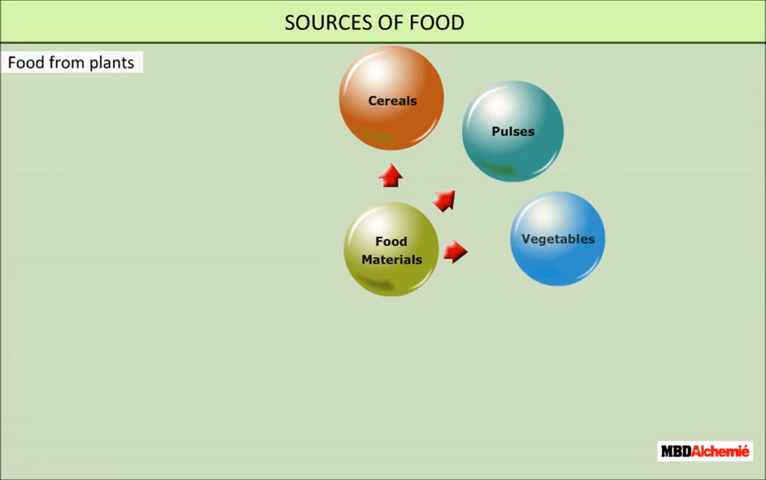 SOURCES OF FOOD
Food from plants
Cereals
Pulses
Vegetables
Food
Materials
MBDAlchemié